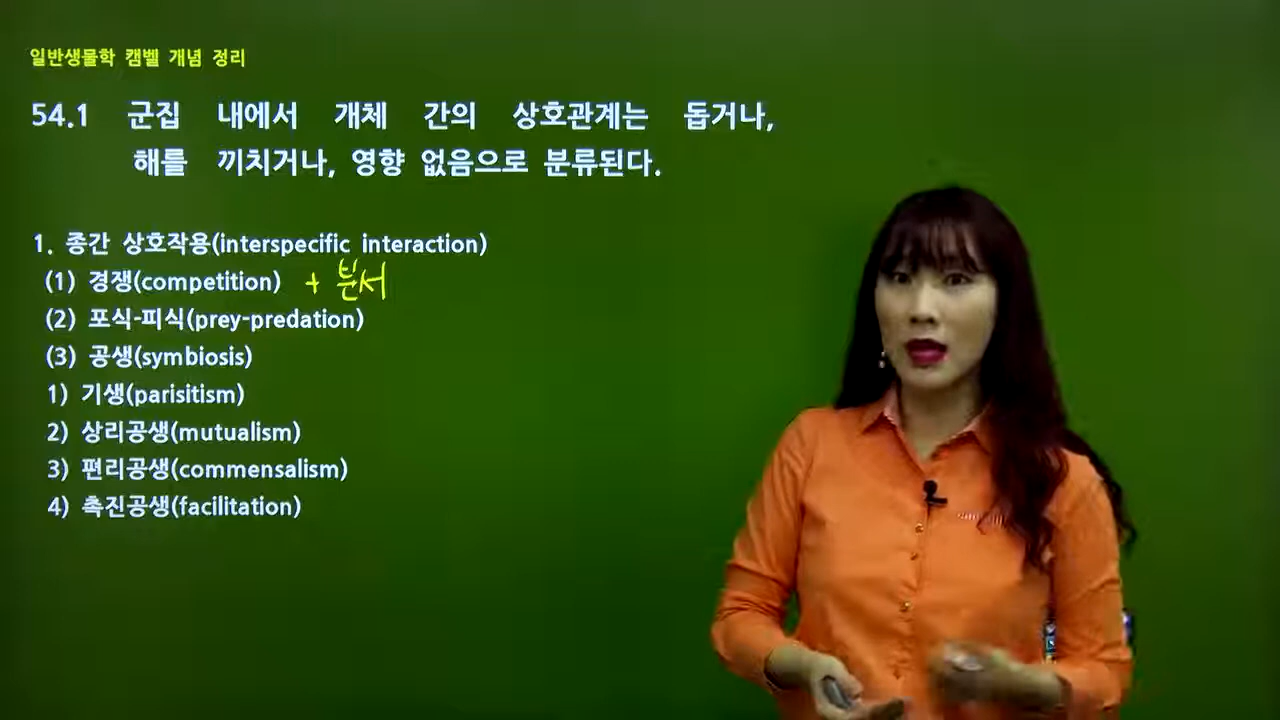 일반생물학 캠벨 개념 정리
54.1 군집 내에서 개체 간의 상호관계는 돕거나,
해를 끼치거나, 영향 없음으로 분류된다.
1. 종간 상호작용(interspecific interaction)
(1) 경쟁(competition) + 분서
(2) 포식-피식(prey-predation)
(3) 공생(symbiosis)
1) 기생(parisitism)
2) 상리공생(mutualism)
3) 편리공생(commensalism)
4) 촉진공생(facilitation)